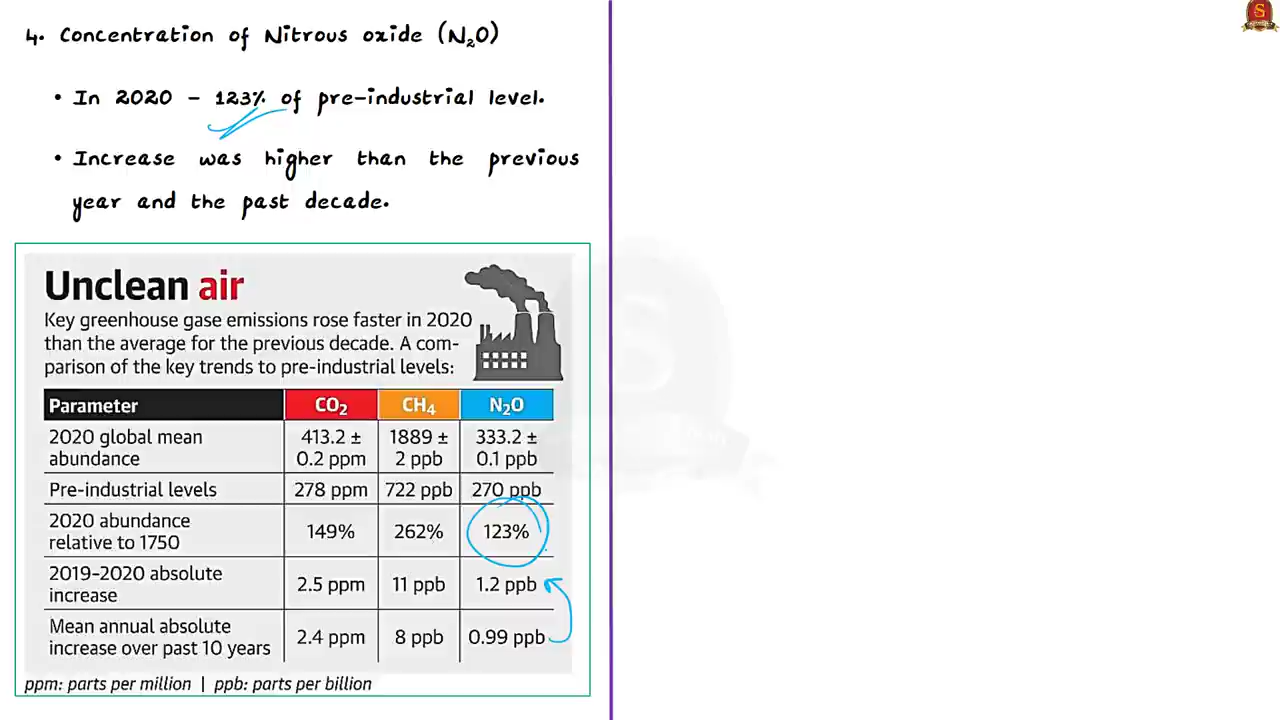 4. Concentration of Nitrous oxide (N₂O)
• In 2020 – 123% of pre-industrial level.
• Increase was higher than the previous
year and the past decade.
Unclean air
Key greenhouse gase emissions rose faster in 2020
than the average for the previous decade. A com-
parison of the key trends to pre-industrial levels:
Parameter CO₂ CH₄ N₂O
2020 global mean 413.2 ± 1889 ± 333.2 ±
abundance 0.2 ppm 2 ppb 0.1 ppb
Pre-industrial levels 278 ppm 722 ppb 270 ppb
2020 abundance
relative to 1750 149% 262% 123%
2019-2020 absolute
increase 2.5 ppm 11 ppb 1.2 ppb
Mean annual absolute
increase over past 10 years 2.4 ppm 8 ppb 0.99 ppb
ppm: parts per million | ppb: parts per billion